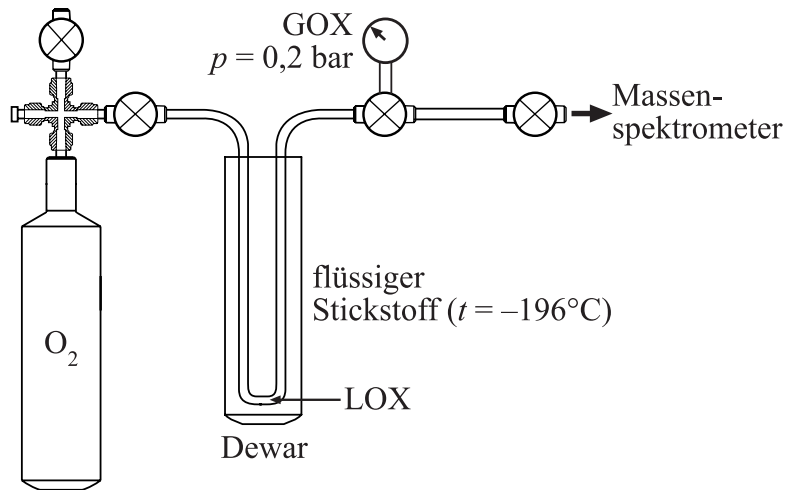 GOX
p = 0,2 bar
Massen-
spektrometer
flüssiger
Stickstoff (t = –196°C)
O₂
LOX
Dewar